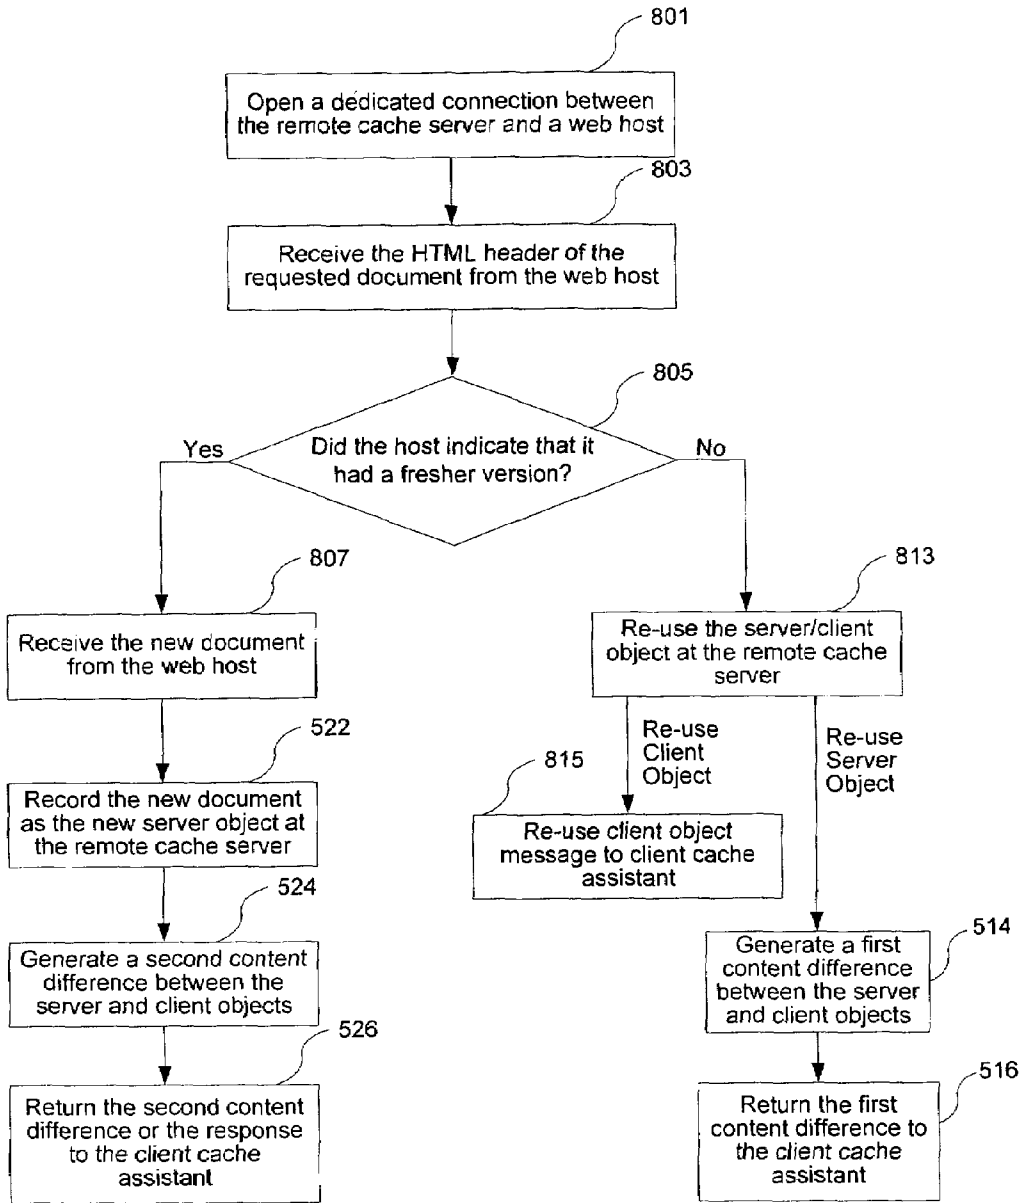 801
Open a dedicated connection between
the remote cache server and a web host
803
Receive the HTML header of the
requested document from the web host
805
Did the host indicate that it
had a fresher version?
Yes
No
807
Receive the new document
from the web host
813
Re-use the server/client
object at the remote cache
server
522
Record the new document
as the new server object at
the remote cache server
Re-use
Client
Object
Re-use
Server
Object
815
Re-use client object
message to client cache
assistant
524
Generate a second content
difference between the
server and client objects
514
Generate a first
content difference
between the server
and client objects
526
Return the second content
difference or the response
to the client cache
assistant
516
Return the first
content difference to
the client cache
assistant